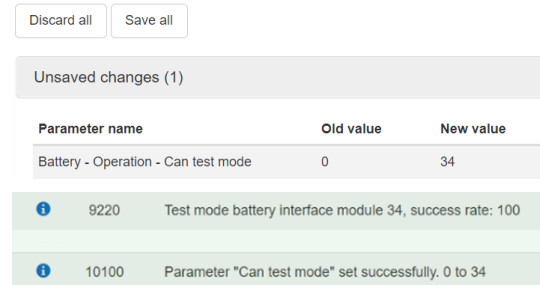 Discard all Save all
Unsaved changes (1)
Parameter name Old value New value
Battery - Operation - Can test mode 0 34
9220 Test mode battery interface module 34, success rate: 100
10100 Parameter "Can test mode" set successfully. 0 to 34